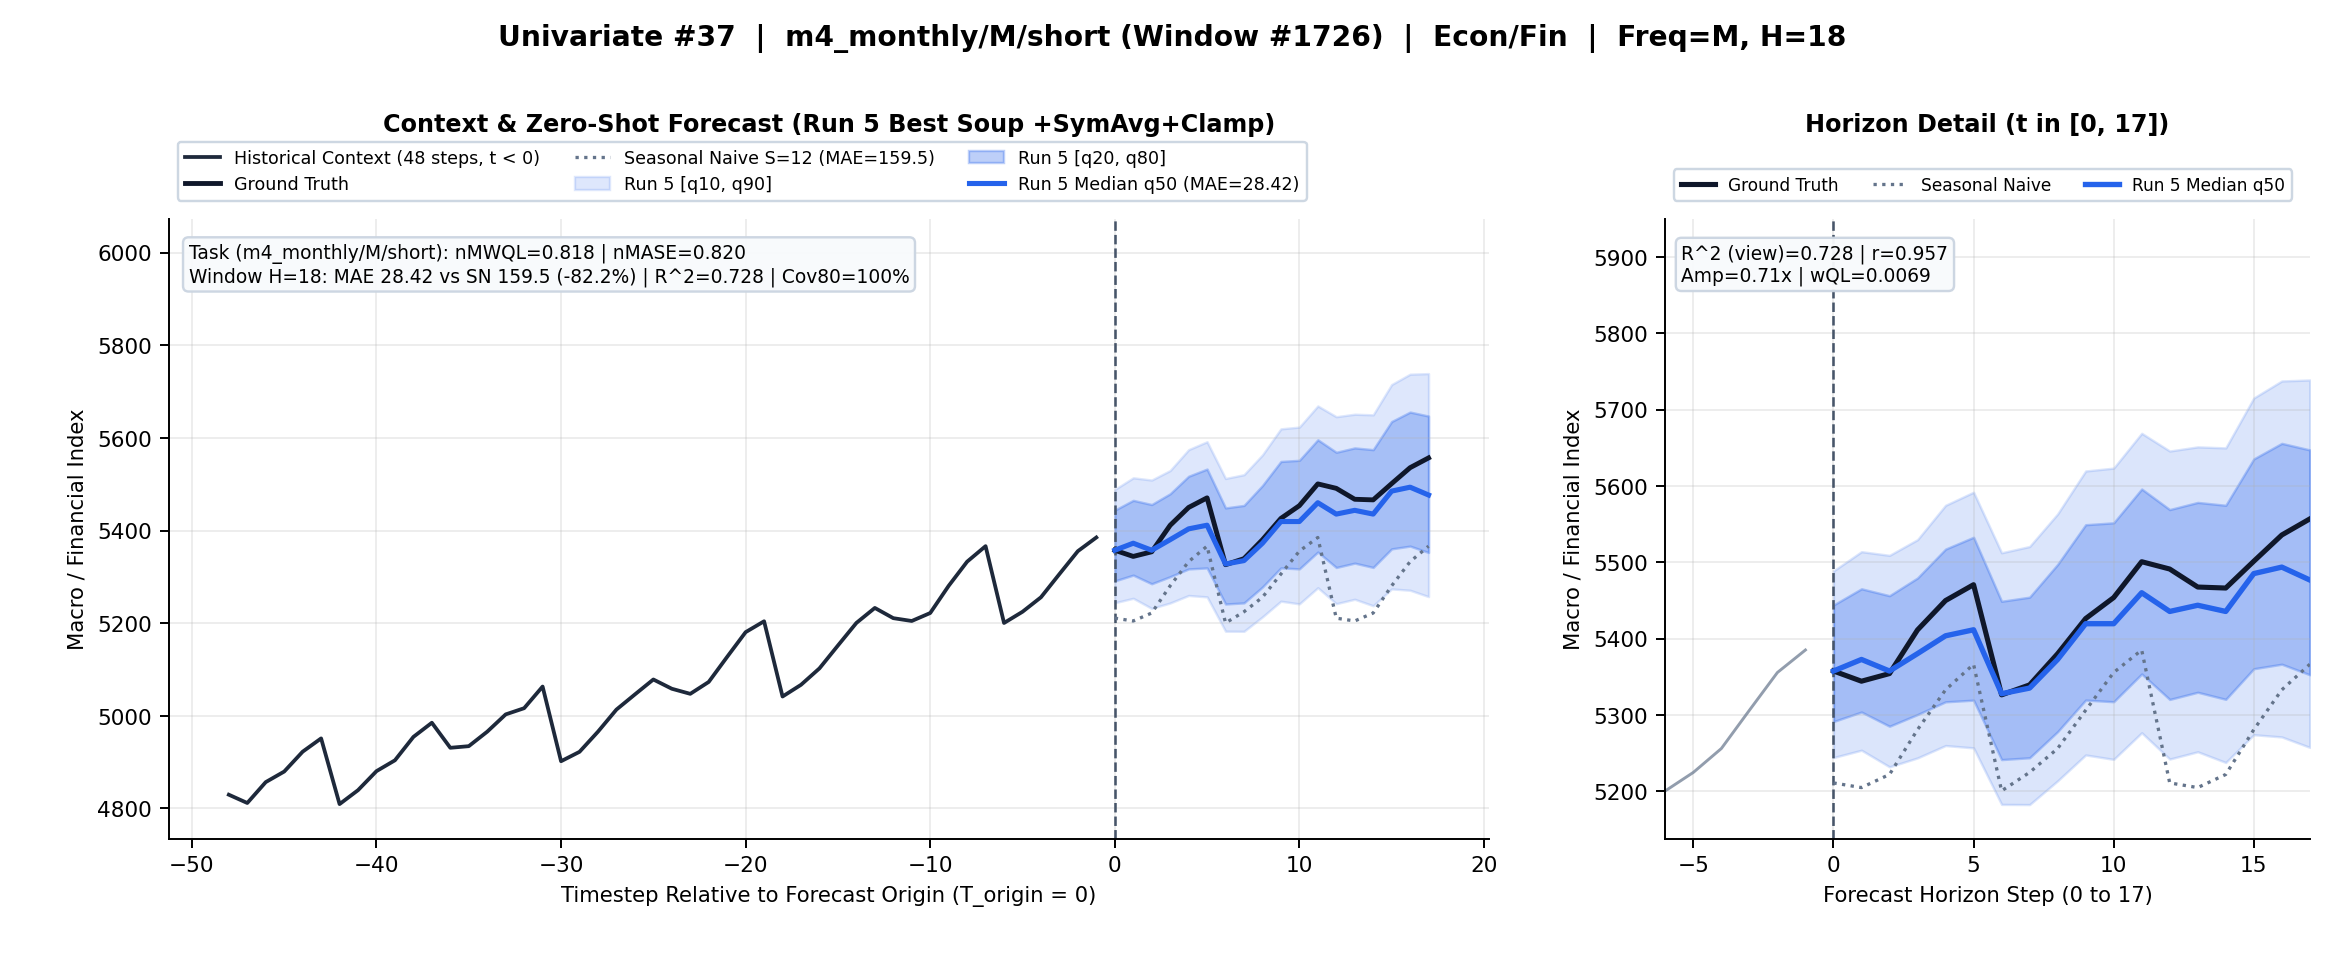 Univariate #37 | m4_monthly/M/short (Window #1726) | Econ/Fin | Freq=M, H=18
Context & Zero-Shot Forecast (Run 5 Best Soup +SymAvg+Clamp)
Historical Context (48 steps, t < 0)
Ground Truth
Seasonal Naive S=12 (MAE=159.5)
Run 5 [q10, q90]
Run 5 [q20, q80]
Run 5 Median q50 (MAE=28.42)
Task (m4_monthly/M/short): nMWQL=0.818 | nMASE=0.820
Window H=18: MAE 28.42 vs SN 159.5 (-82.2%) | R^2=0.728 | Cov80=100%
Macro / Financial Index
6000
5800
5600
5400
5200
5000
4800
−50 −40 −30 −20 −10 0 10 20
Timestep Relative to Forecast Origin (T_origin = 0)
Horizon Detail (t in [0, 17])
Ground Truth Seasonal Naive Run 5 Median q50
R^2 (view)=0.728 | r=0.957
Amp=0.71x | wQL=0.0069
Macro / Financial Index
5900
5800
5700
5600
5500
5400
5300
5200
−5 0 5 10 15
Forecast Horizon Step (0 to 17)